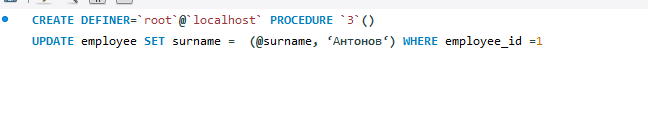 CREATE DEFINER=`root`@`localhost` PROCEDURE `3`()
UPDATE employee SET surname =  (@surname, ‘Антонов‘) WHERE employee_id =1